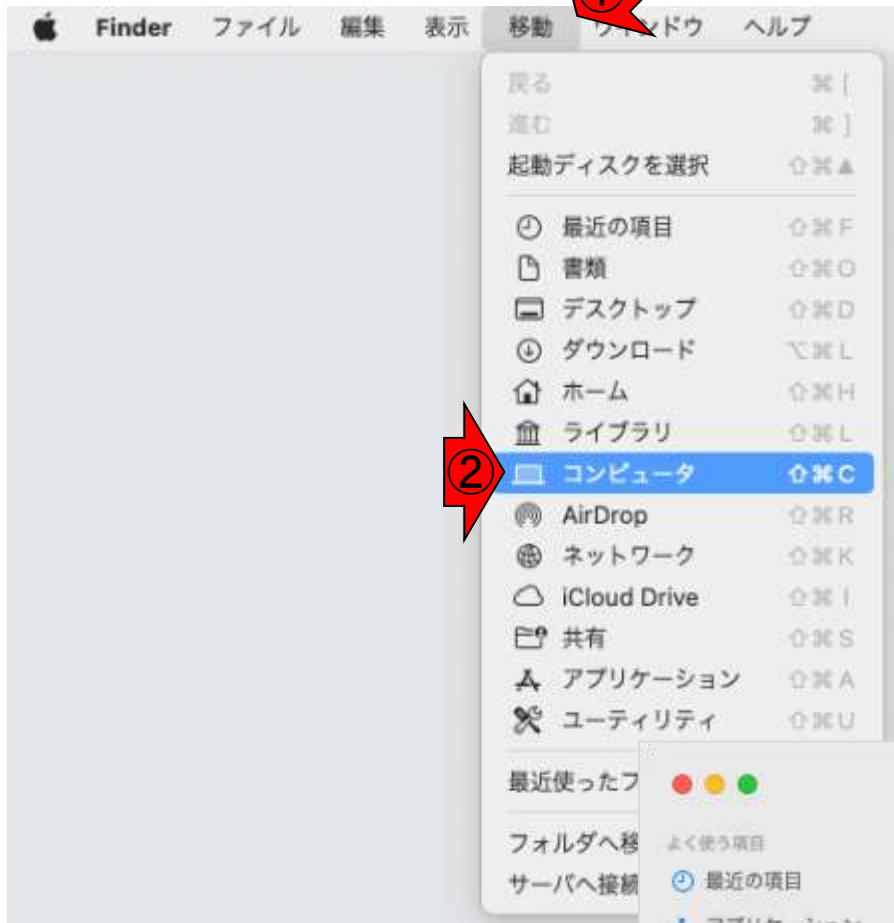 ①
Finder ファイル 編集 表示 移動 ウインドウ ヘルプ
戻る ⌘ [
進む ⌘ ]
起動ディスクを選択 ⇧⌘▲
最近の項目 ⇧⌘F
書類 ⇧⌘O
デスクトップ ⇧⌘D
ダウンロード ⌥⌘L
ホーム ⇧⌘H
ライブラリ ⇧⌘L
② コンピュータ ⇧⌘C
AirDrop ⇧⌘R
ネットワーク ⇧⌘K
iCloud Drive ⇧⌘I
共有 ⇧⌘S
アプリケーション ⇧⌘A
ユーティリティ ⇧⌘U
最近使ったフ
フォルダへ移
よく使う項目
サーバへ接続
最近の項目